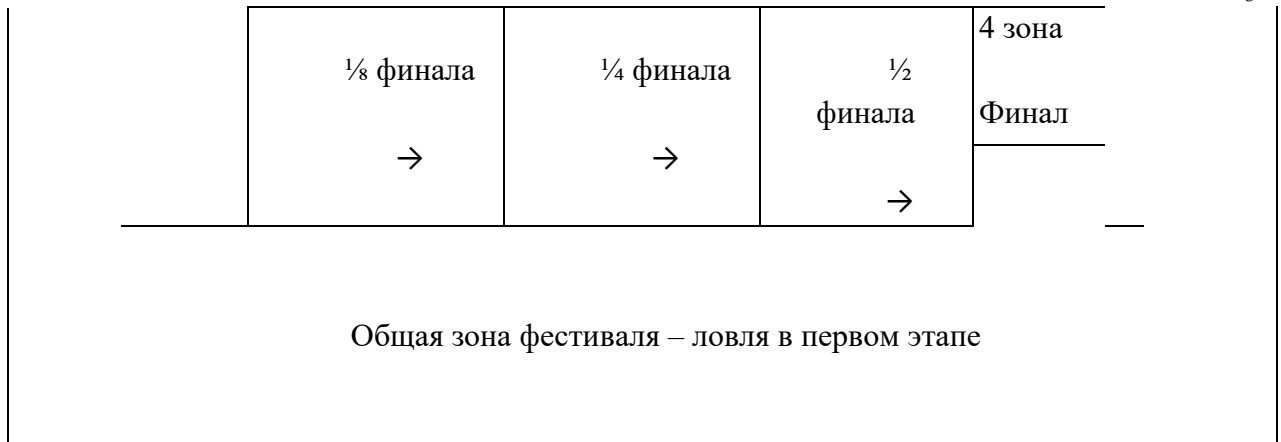 4 зона
⅛ финала
¼ финала
½
финала
Финал
→
→
→
Общая зона фестиваля – ловля в первом этапе